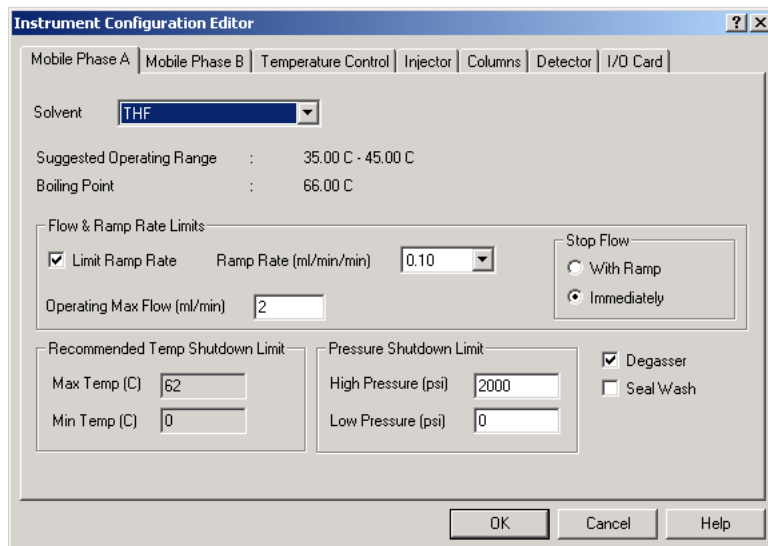 Instrument Configuration Editor
Mobile Phase A Mobile Phase B Temperature Control Injector Columns Detector I/O Card
Solvent THF
Suggested Operating Range : 35.00 C - 45.00 C
Boiling Point : 66.00 C
Flow & Ramp Rate Limits
Limit Ramp Rate Ramp Rate (ml/min/min) 0.10
Operating Max Flow (ml/min) 2
Stop Flow
With Ramp
Immediately
Recommended Temp Shutdown Limit
Max Temp (C) 62
Min Temp (C) 0
Pressure Shutdown Limit
High Pressure (psi) 2000
Low Pressure (psi) 0
Degasser
Seal Wash
OK Cancel Help